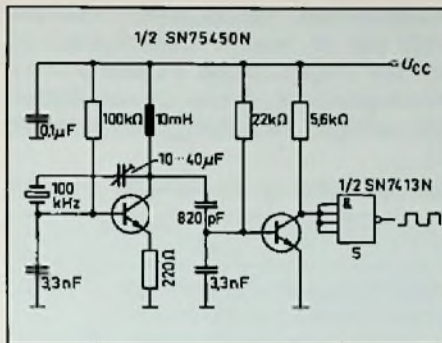 1/2 SN75450N
UCC
0,1µF
100kΩ
10mH
22kΩ
5,6kΩ
10···40µF
1/2 SN7413N
100
kHz
820pF
&
S
3,3nF
220Ω
3,3nF